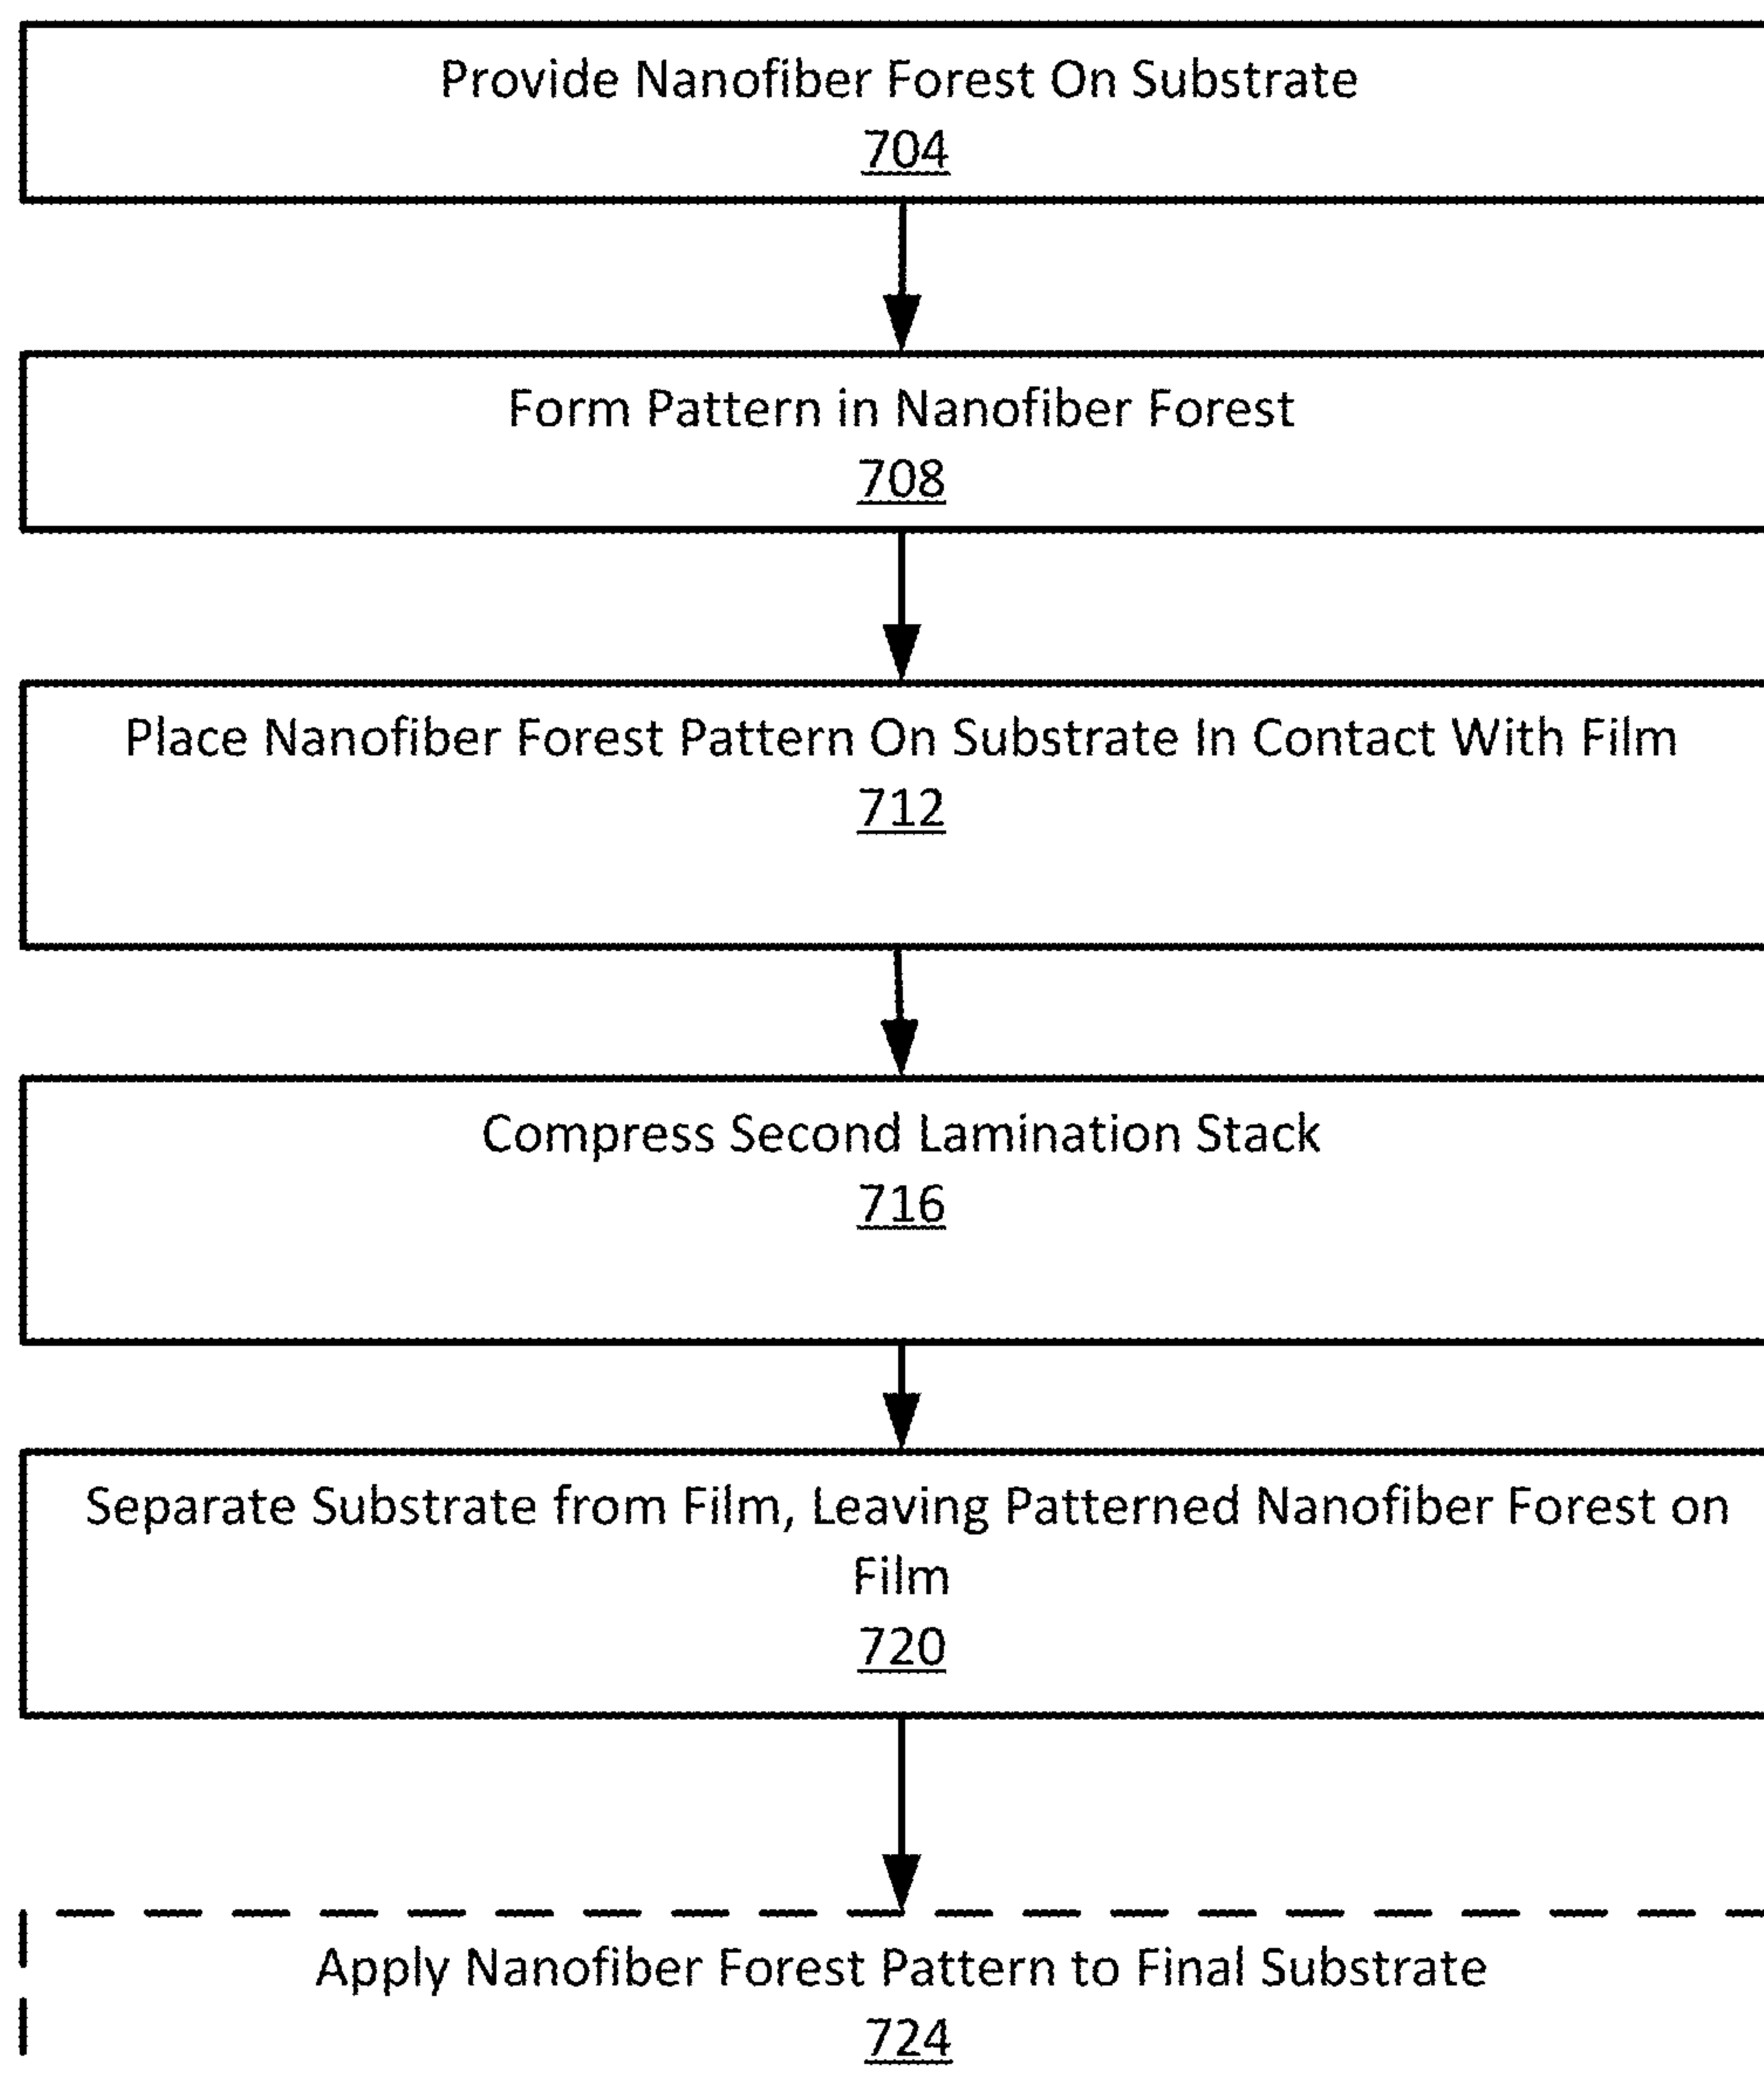 Provide Nanofiber Forest On Substrate
704
Form Pattern in Nanofiber Forest
708
Place Nanofiber Forest Pattern On Substrate In Contact With Film
712
Compress Second Lamination Stack
716
Separate Substrate from Film, Leaving Patterned Nanofiber Forest on
Film
720
Apply Nanofiber Forest Pattern to Final Substrate
724